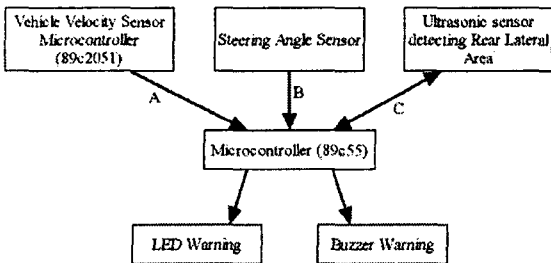 Vehicle Velocity Sensor
Microcontroller
(89c2051)
Steering Angle Sensor
Ultrasonic sensor
detecting Rear Lateral
Area
A
B
C
Microcontroller (89c55)
LED Warning
Buzzer Warning